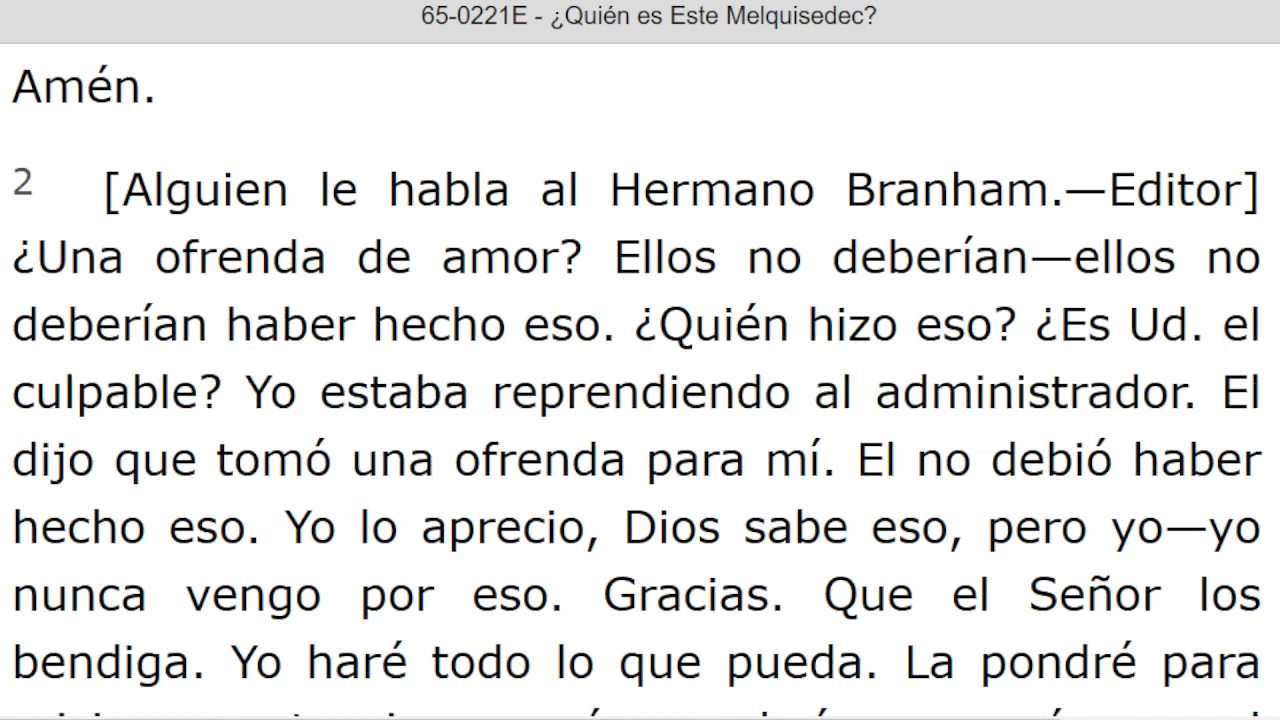 65-0221E - ¿Quién es Este Melquisedec?
Amén.
2 [Alguien le habla al Hermano Branham.—Editor]
¿Una ofrenda de amor? Ellos no deberían—ellos no
deberían haber hecho eso. ¿Quién hizo eso? ¿Es Ud. el
culpable? Yo estaba reprendiendo al administrador. El
dijo que tomó una ofrenda para mí. El no debió haber
hecho eso. Yo lo aprecio, Dios sabe eso, pero yo—yo
nunca vengo por eso. Gracias. Que el Señor los
bendiga. Yo haré todo lo que pueda. La pondré para